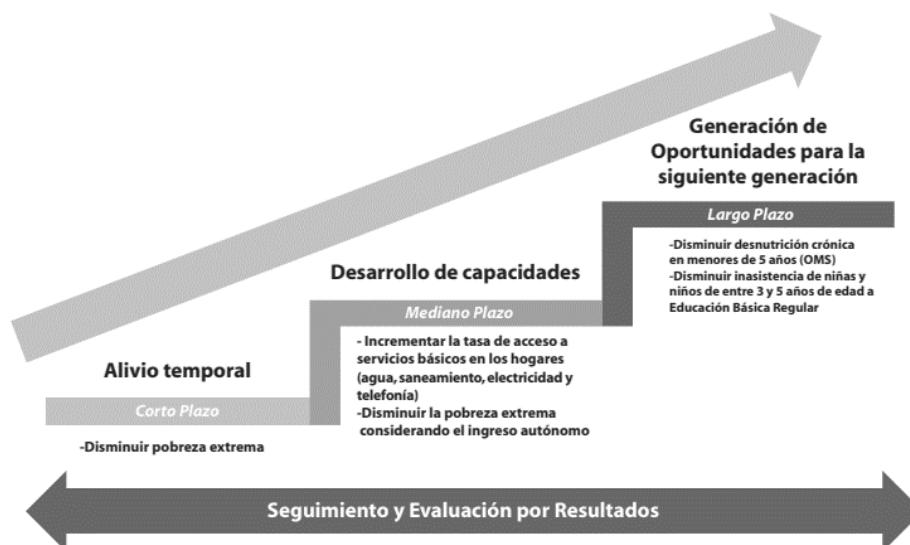 Generación de
Oportunidades para la
siguiente generación
Largo Plazo
-Disminuir desnutrición crónica
en menores de 5 años (OMS)
-Disminuir inasistencia de niñas y
niños de entre 3 y 5 años de edad a
Educación Básica Regular
Desarrollo de capacidades
Mediano Plazo
- Incrementar la tasa de acceso a
servicios básicos en los hogares
(agua, saneamiento, electricidad y
telefonía)
-Disminuir la pobreza extrema
considerando el ingreso autónomo
Alivio temporal
Corto Plazo
-Disminuir pobreza extrema
Seguimiento y Evaluación por Resultados